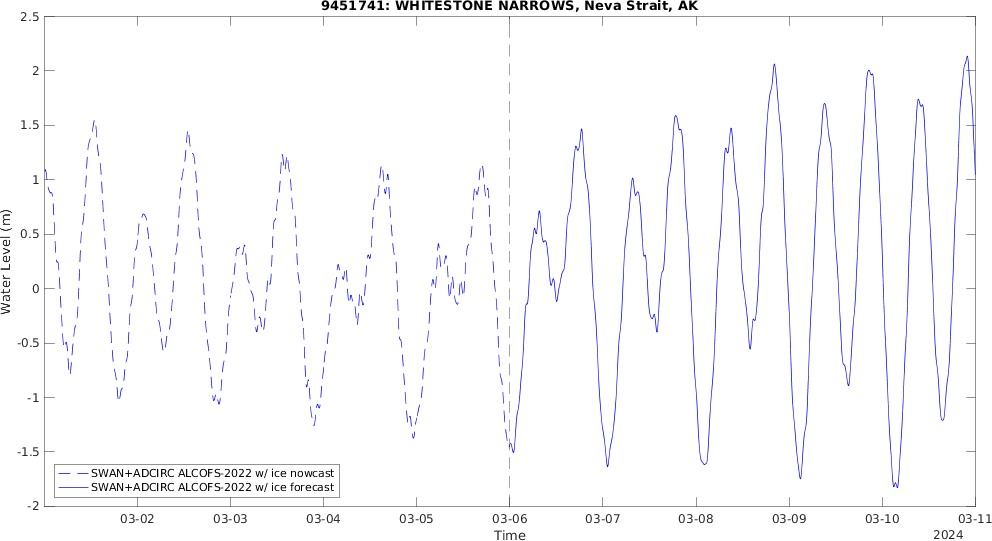 9451741: WHITESTONE NARROWS, Neva Strait, AK
2.5
2
1.5
1
0.5
0
-0.5
-1
-1.5
-2
Water Level (m)
SWAN+ADCIRC ALCOFS-2022 w/ ice nowcast
SWAN+ADCIRC ALCOFS-2022 w/ ice forecast
03-02 03-03 03-04 03-05 03-06 03-07 03-08 03-09 03-10 03-11
Time
2024